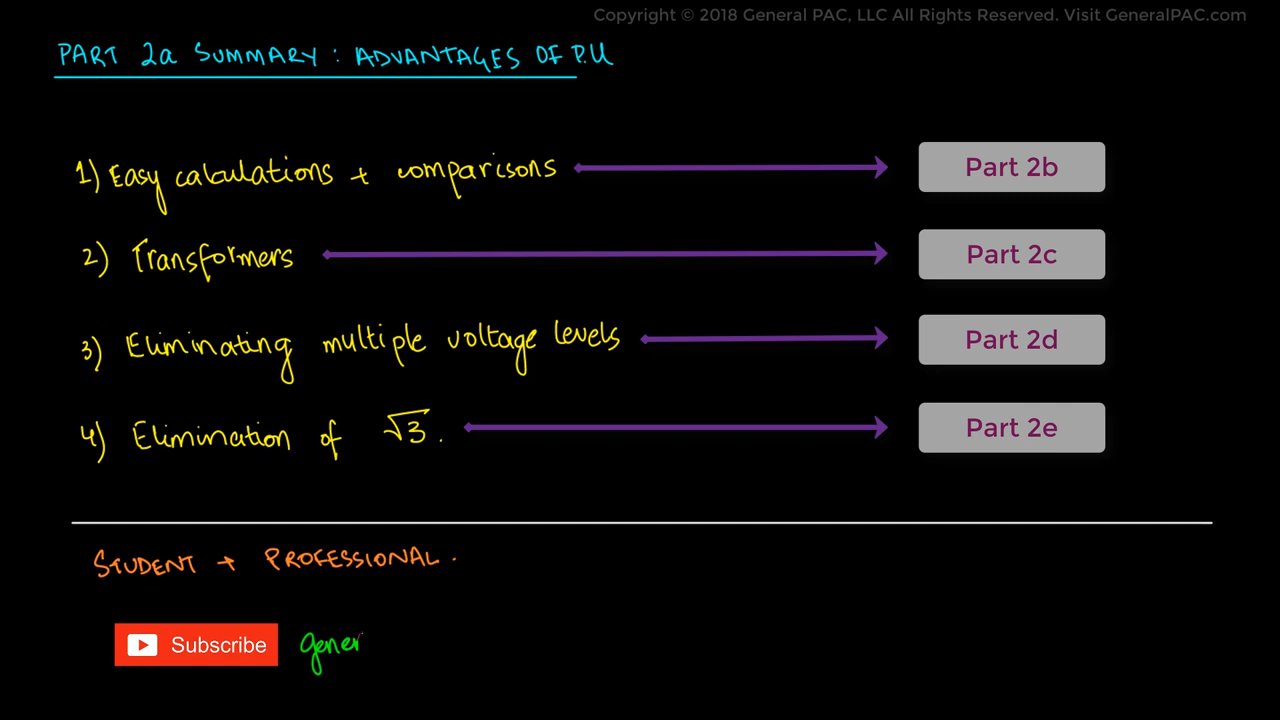 Copyright © 2018 General PAC, LLC All Rights Reserved. Visit GeneralPAC.com
PART 2a SUMMARY : ADVANTAGES OF P.U
1) Easy calculations + comparisons
Part 2b
2) Transformers
Part 2c
3) Eliminating multiple voltage levels
Part 2d
4) Elimination of √3.
Part 2e
STUDENT + PROFESSIONAL.
Subscribe gener